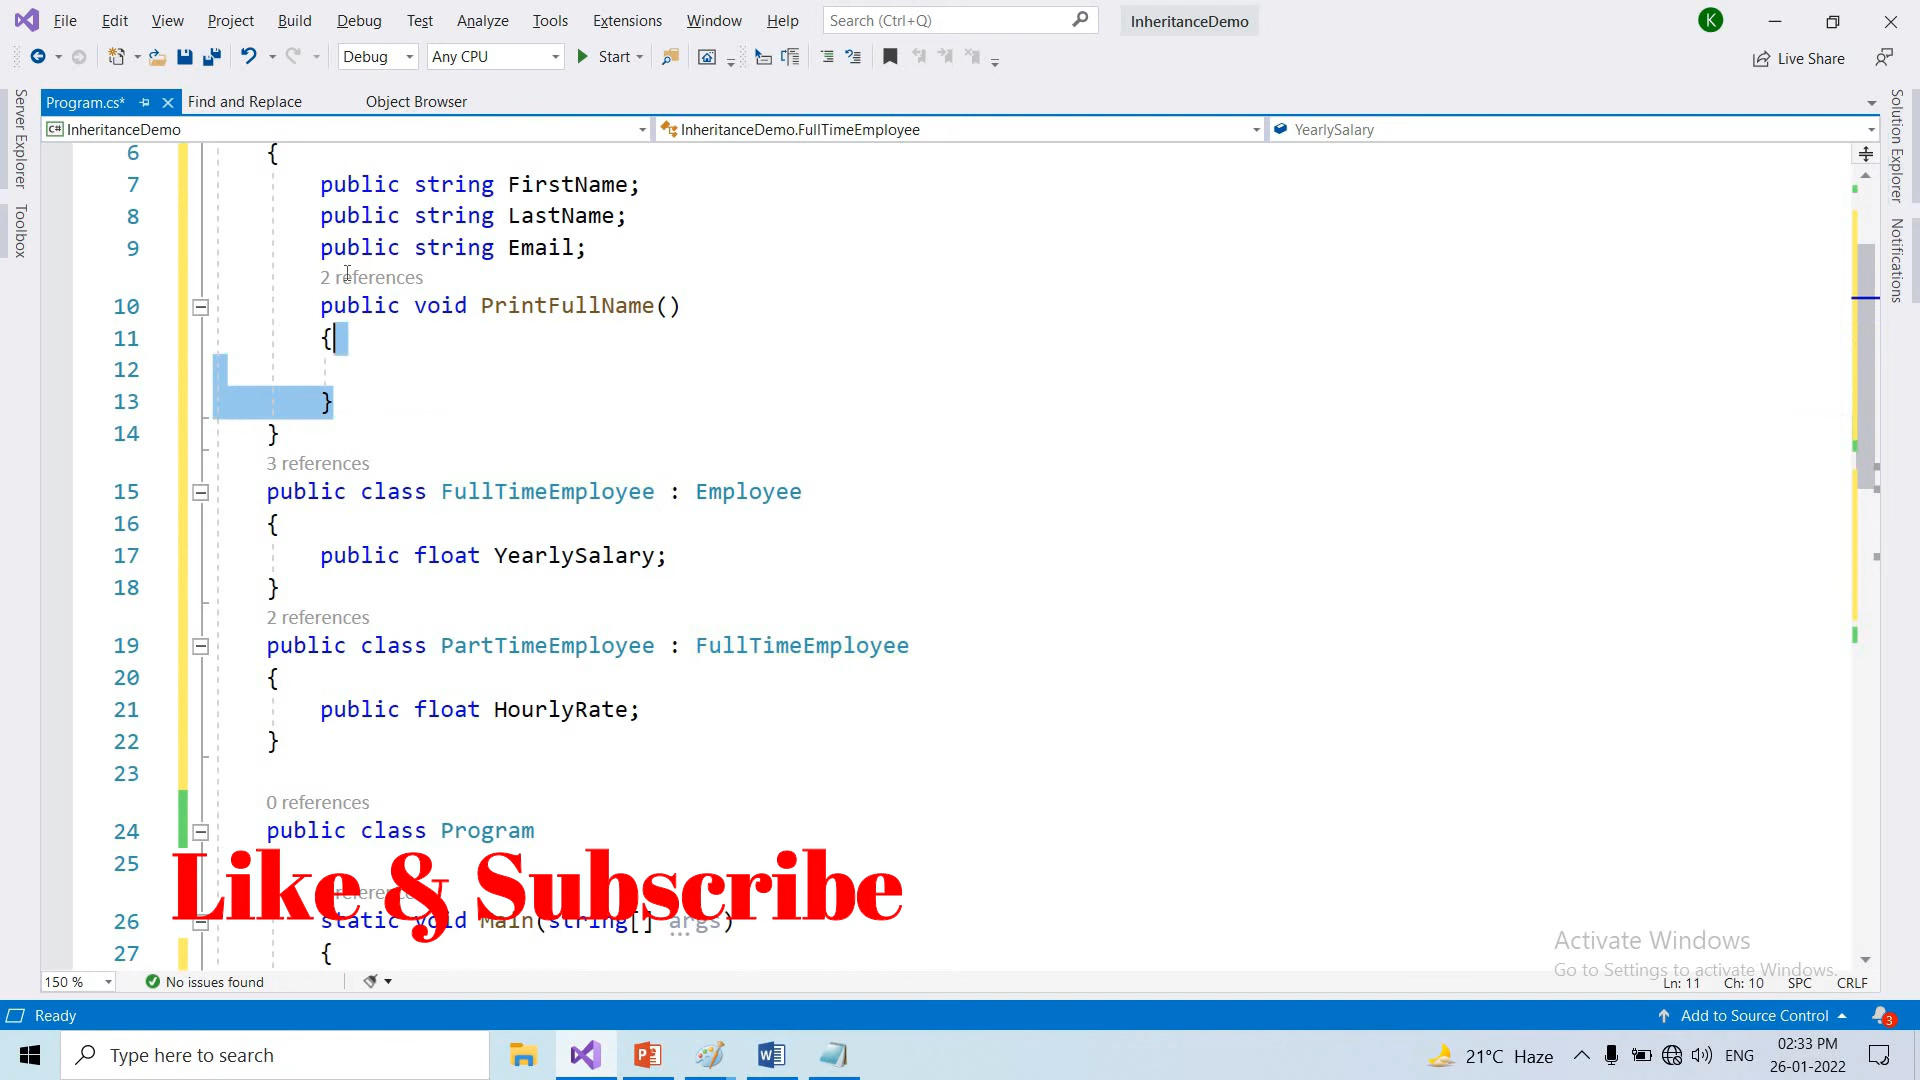 File Edit View Project Build Debug Test Analyze Tools Extensions Window Help Search (Ctrl+Q) InheritanceDemo K
Debug Any CPU Start Live Share
Program.cs* Find and Replace Object Browser
C# InheritanceDemo InheritanceDemo.FullTimeEmployee YearlySalary
Server Explorer
Toolbox
Solution Explorer
Notifications
6 {
7 public string FirstName;
8 public string LastName;
9 public string Email;
2 references
10 public void PrintFullName()
11 {
12
13 }
14 }
3 references
15 public class FullTimeEmployee : Employee
16 {
17 public float YearlySalary;
18 }
2 references
19 public class PartTimeEmployee : FullTimeEmployee
20 {
21 public float HourlyRate;
22 }
23
0 references
24 public class Program
25
Like & Subscribe
26 static void Main(string[] args)
27 {
Activate Windows
Go to Settings to activate Windows.
150 % No issues found Ln: 11 Ch: 10 SPC CRLF
Ready Add to Source Control 3
Type here to search 21°C Haze ENG 02:33 PM
26-01-2022